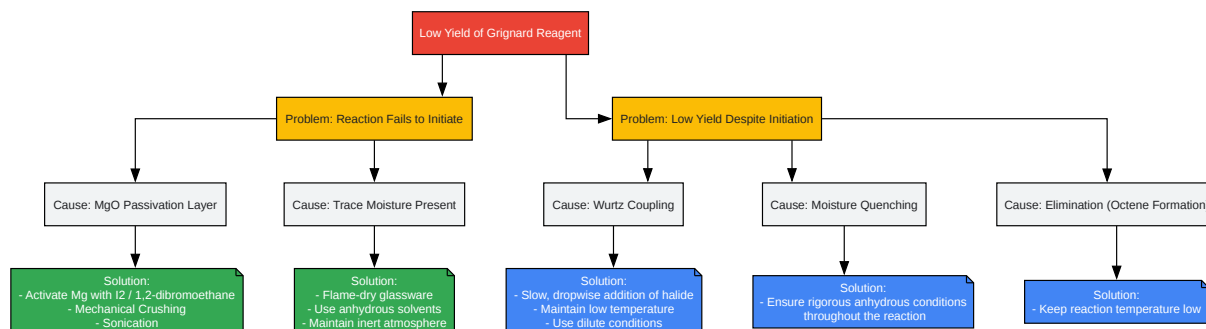 Low Yield of Grignard Reagent
Problem: Reaction Fails to Initiate
Problem: Low Yield Despite Initiation
Cause: MgO Passivation Layer
Cause: Trace Moisture Present
Cause: Wurtz Coupling
Cause: Moisture Quenching
Cause: Elimination (Octene Formation
Solution:
- Activate Mg with I2 / 1,2-dibromoethane
- Mechanical Crushing
- Sonication
Solution:
- Flame-dry glassware
- Use anhydrous solvents
- Maintain inert atmosphere
Solution:
- Slow, dropwise addition of halide
- Maintain low temperature
- Use dilute conditions
Solution:
- Ensure rigorous anhydrous conditions
throughout the reaction
Solution:
- Keep reaction temperature low